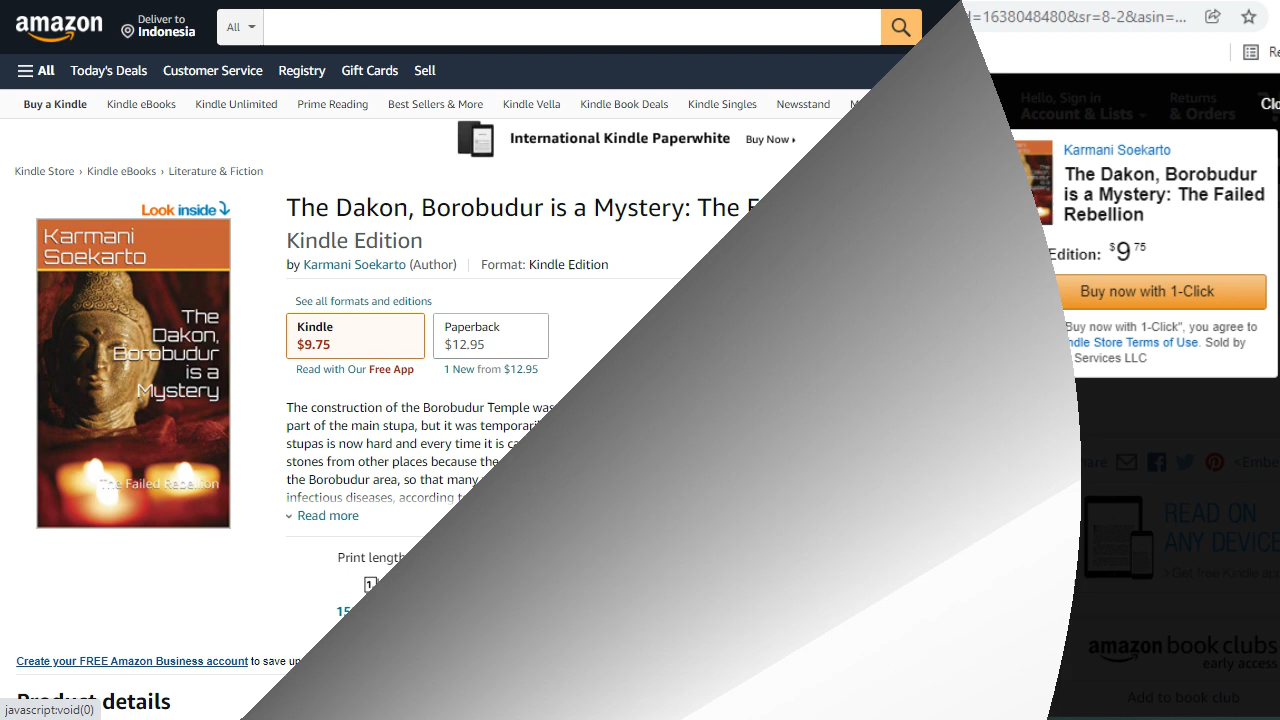 amazon
Deliver to
Indonesia
All
All
Today's Deals
Customer Service
Registry
Gift Cards
Sell
Buy a Kindle
Kindle eBooks
Kindle Unlimited
Prime Reading
Best Sellers & More
Kindle Vella
Kindle Book Deals
Kindle Singles
Newsstand
International Kindle Paperwhite
Buy Now
Kindle Store › Kindle eBooks › Literature & Fiction
Look inside
Karmani
Soekarto
The
Dakon,
Borobudur
is a
Mystery
The Failed Rebellion
The Dakon, Borobudur is a Mystery: The
Kindle Edition
by Karmani Soekarto (Author)
Format: Kindle Edition
See all formats and editions
Kindle
$9.75
Paperback
$12.95
Read with Our Free App
1 New from $12.95
The construction of the Borobudur Temple was
part of the main stupa, but it was
stupas is now hard and every time it is
stones from other places because
the Borobudur area, so that many
infectious diseases, according
Read more
Print length
Create your FREE Amazon Business account to save
Product details
javascript:void(0)
=1638048480&sr=8-2&asin=...
Hello, Sign in
Account & Lists
Returns
& Orders
Karmani Soekarto
The Dakon, Borobudur
is a Mystery: The Failed
Rebellion
Edition: $9 75
Buy now with 1-Click
Buy now with 1-Click", you agree to
Store Terms of Use. Sold by
Services LLC
READ ON
ANY DEVICE
Get free Kindle
amazon book clubs
early access
Add to book club